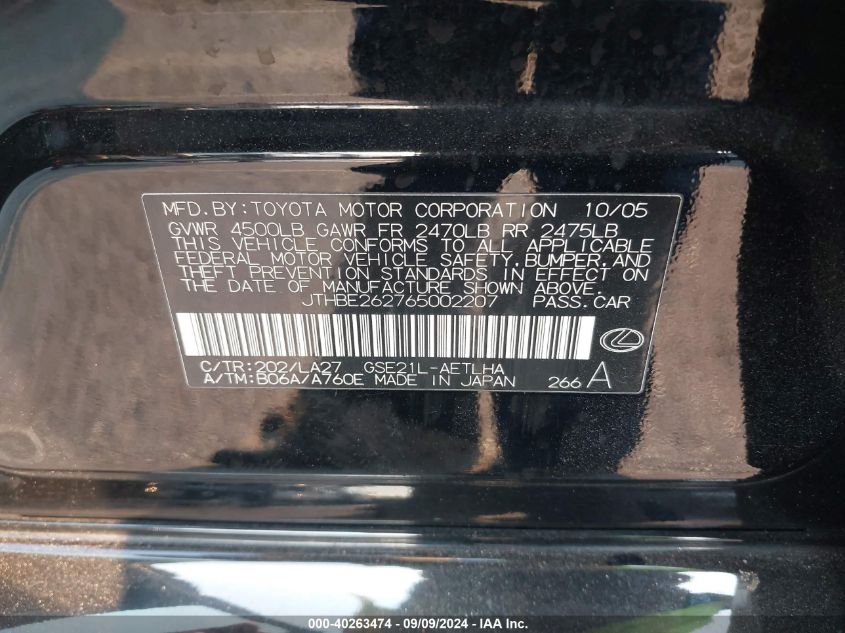 MFD.BY:TOYOTA MOTOR CORPORATION 10/05
GVWR 4500LB GAWR FR 2470LB RR 2475LB
THIS VEHICLE CONFORMS TO ALL APPLICABLE
FEDERAL MOTOR VEHICLE SAFETY,BUMPER,AND
THEFT PREVENTION STANDARDS IN EFFECT ON
THE DATE OF MANUFACTURE SHOWN ABOVE.
JTHBE262765002207 PASS.CAR
C/TR:202/LA27 GSE21L-AETLHA
A/TM:B06A/A760E MADE IN JAPAN 266 A
000-40263474 - 09/09/2024 - IAA Inc.